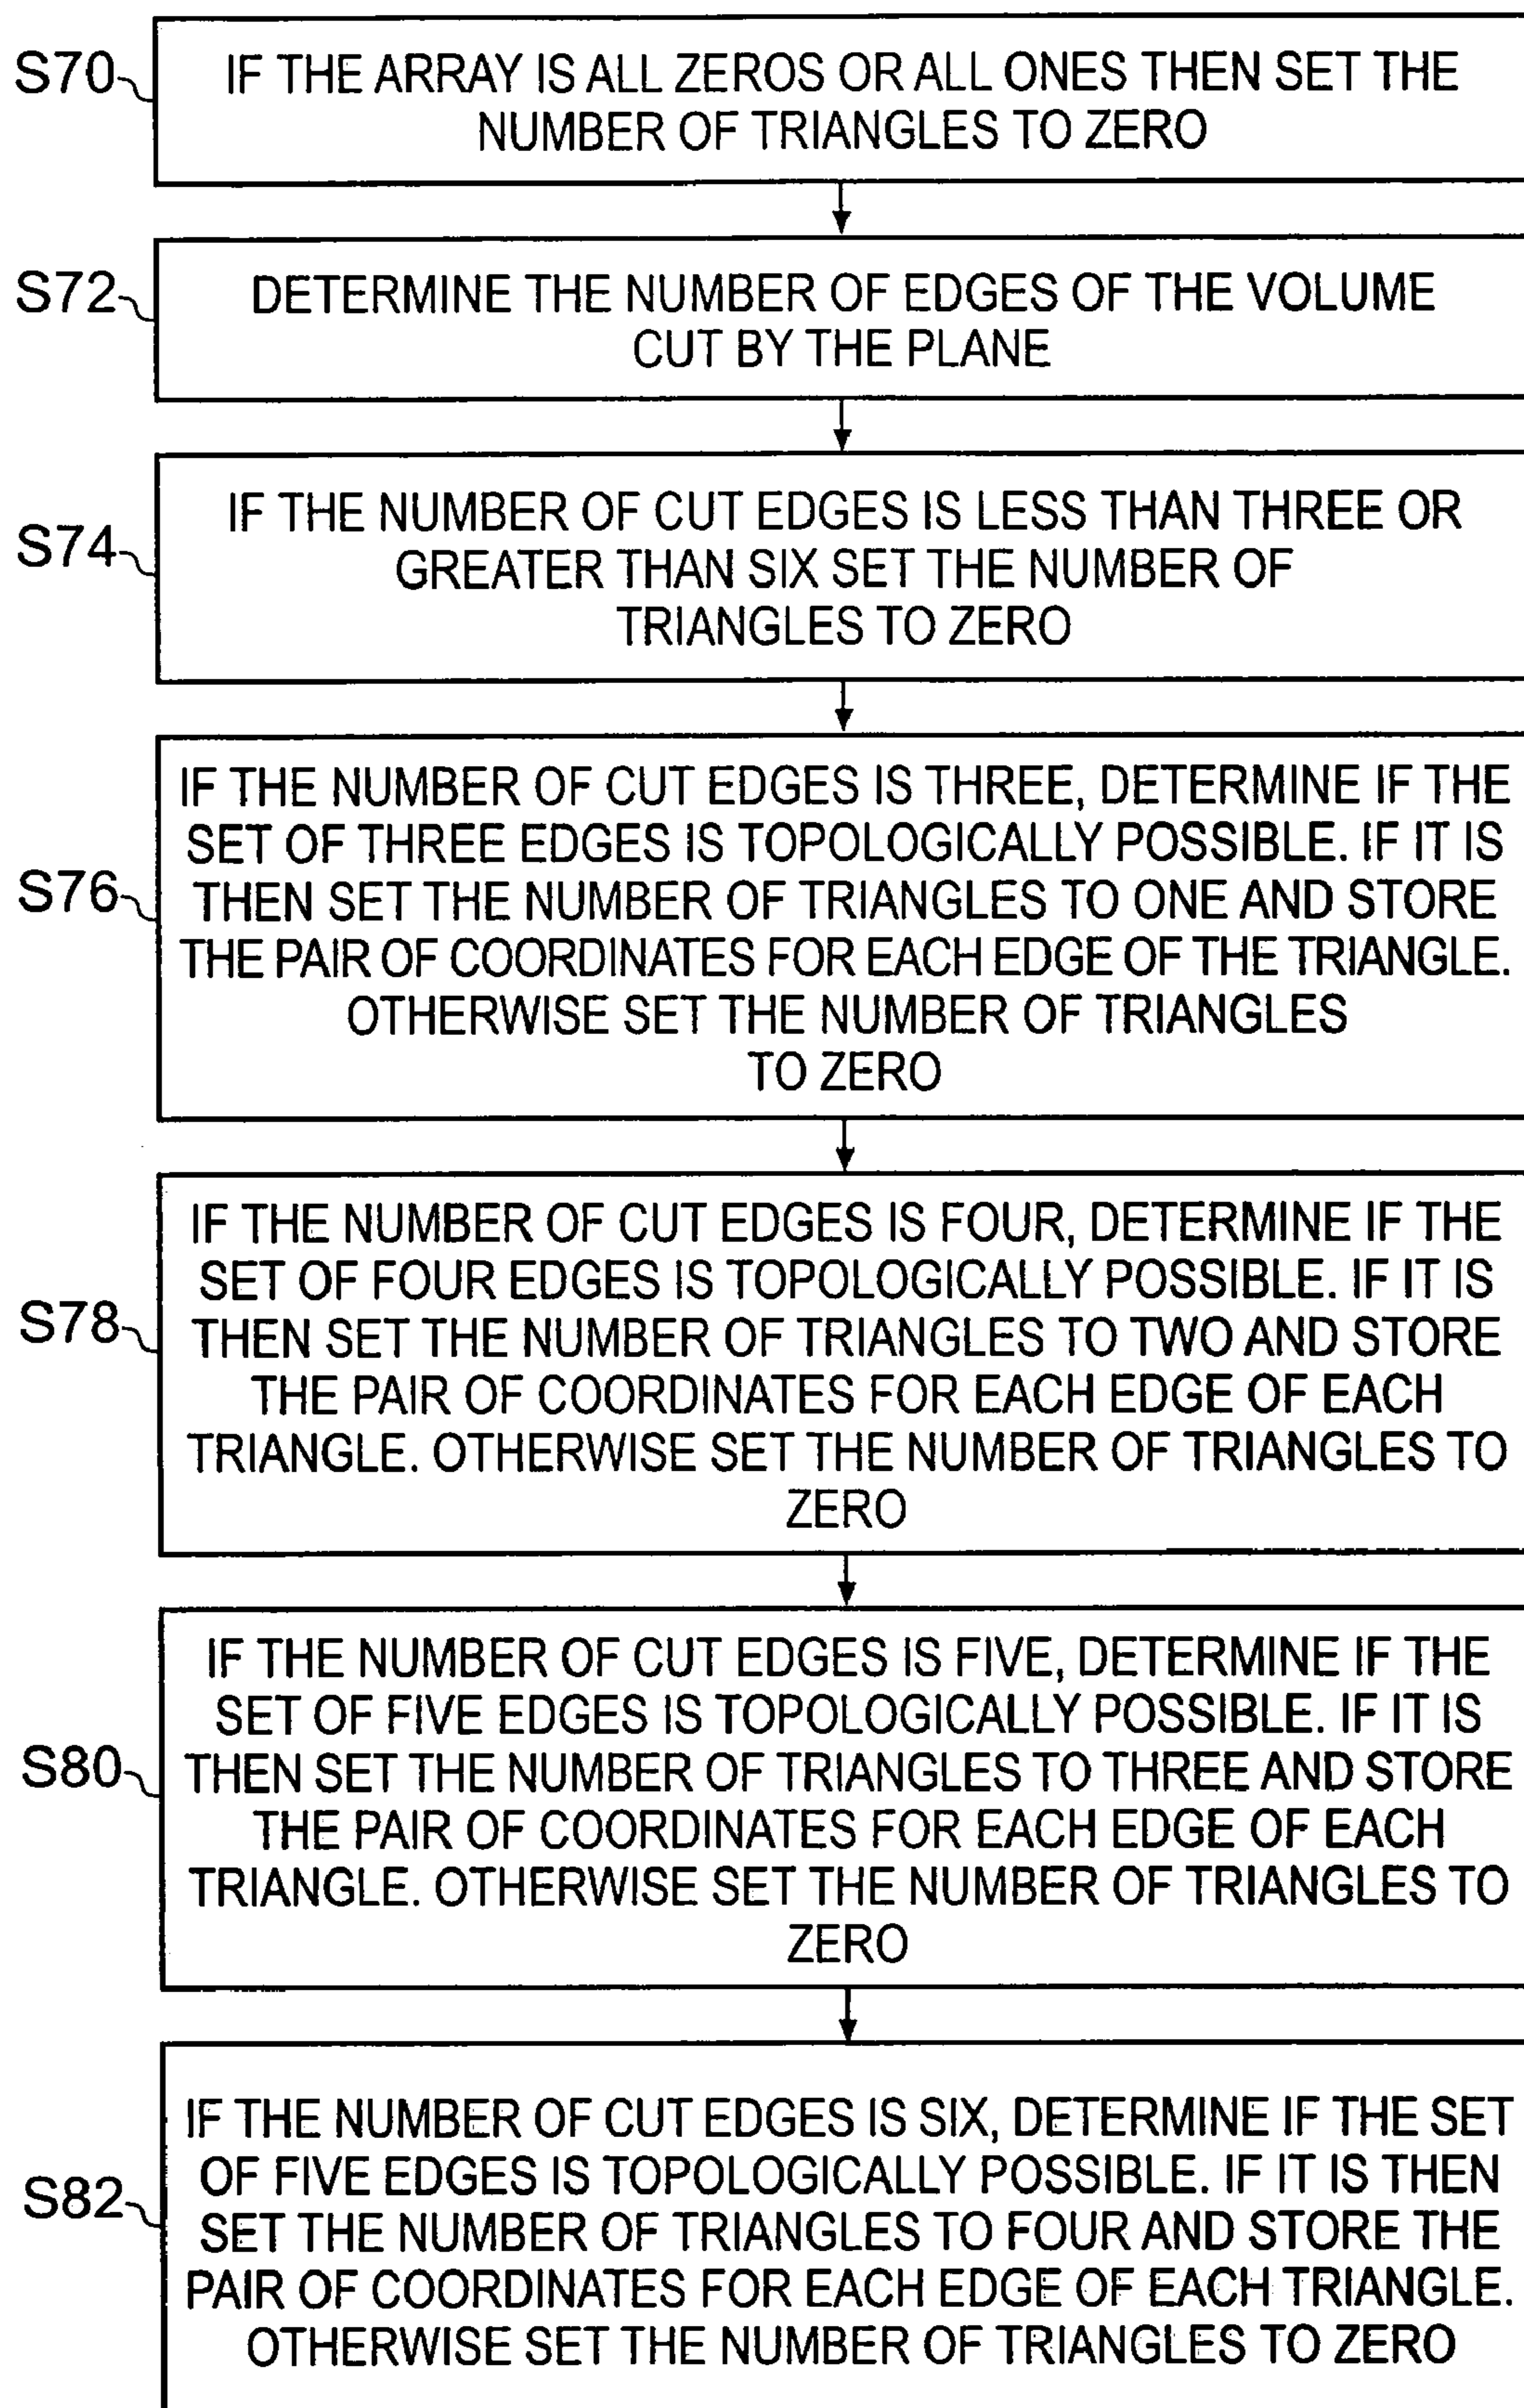 S70
IF THE ARRAY IS ALL ZEROS OR ALL ONES THEN SET THE
NUMBER OF TRIANGLES TO ZERO
S72
DETERMINE THE NUMBER OF EDGES OF THE VOLUME
CUT BY THE PLANE
S74
IF THE NUMBER OF CUT EDGES IS LESS THAN THREE OR
GREATER THAN SIX SET THE NUMBER OF
TRIANGLES TO ZERO
S76
IF THE NUMBER OF CUT EDGES IS THREE, DETERMINE IF THE
SET OF THREE EDGES IS TOPOLOGICALLY POSSIBLE. IF IT IS
THEN SET THE NUMBER OF TRIANGLES TO ONE AND STORE
THE PAIR OF COORDINATES FOR EACH EDGE OF THE TRIANGLE.
OTHERWISE SET THE NUMBER OF TRIANGLES
TO ZERO
S78
IF THE NUMBER OF CUT EDGES IS FOUR, DETERMINE IF THE
SET OF FOUR EDGES IS TOPOLOGICALLY POSSIBLE. IF IT IS
THEN SET THE NUMBER OF TRIANGLES TO TWO AND STORE
THE PAIR OF COORDINATES FOR EACH EDGE OF EACH
TRIANGLE. OTHERWISE SET THE NUMBER OF TRIANGLES TO
ZERO
S80
IF THE NUMBER OF CUT EDGES IS FIVE, DETERMINE IF THE
SET OF FIVE EDGES IS TOPOLOGICALLY POSSIBLE. IF IT IS
THEN SET THE NUMBER OF TRIANGLES TO THREE AND STORE
THE PAIR OF COORDINATES FOR EACH EDGE OF EACH
TRIANGLE. OTHERWISE SET THE NUMBER OF TRIANGLES TO
ZERO
S82
IF THE NUMBER OF CUT EDGES IS SIX, DETERMINE IF THE SET
OF FIVE EDGES IS TOPOLOGICALLY POSSIBLE. IF IT IS THEN
SET THE NUMBER OF TRIANGLES TO FOUR AND STORE THE
PAIR OF COORDINATES FOR EACH EDGE OF EACH TRIANGLE.
OTHERWISE SET THE NUMBER OF TRIANGLES TO ZERO